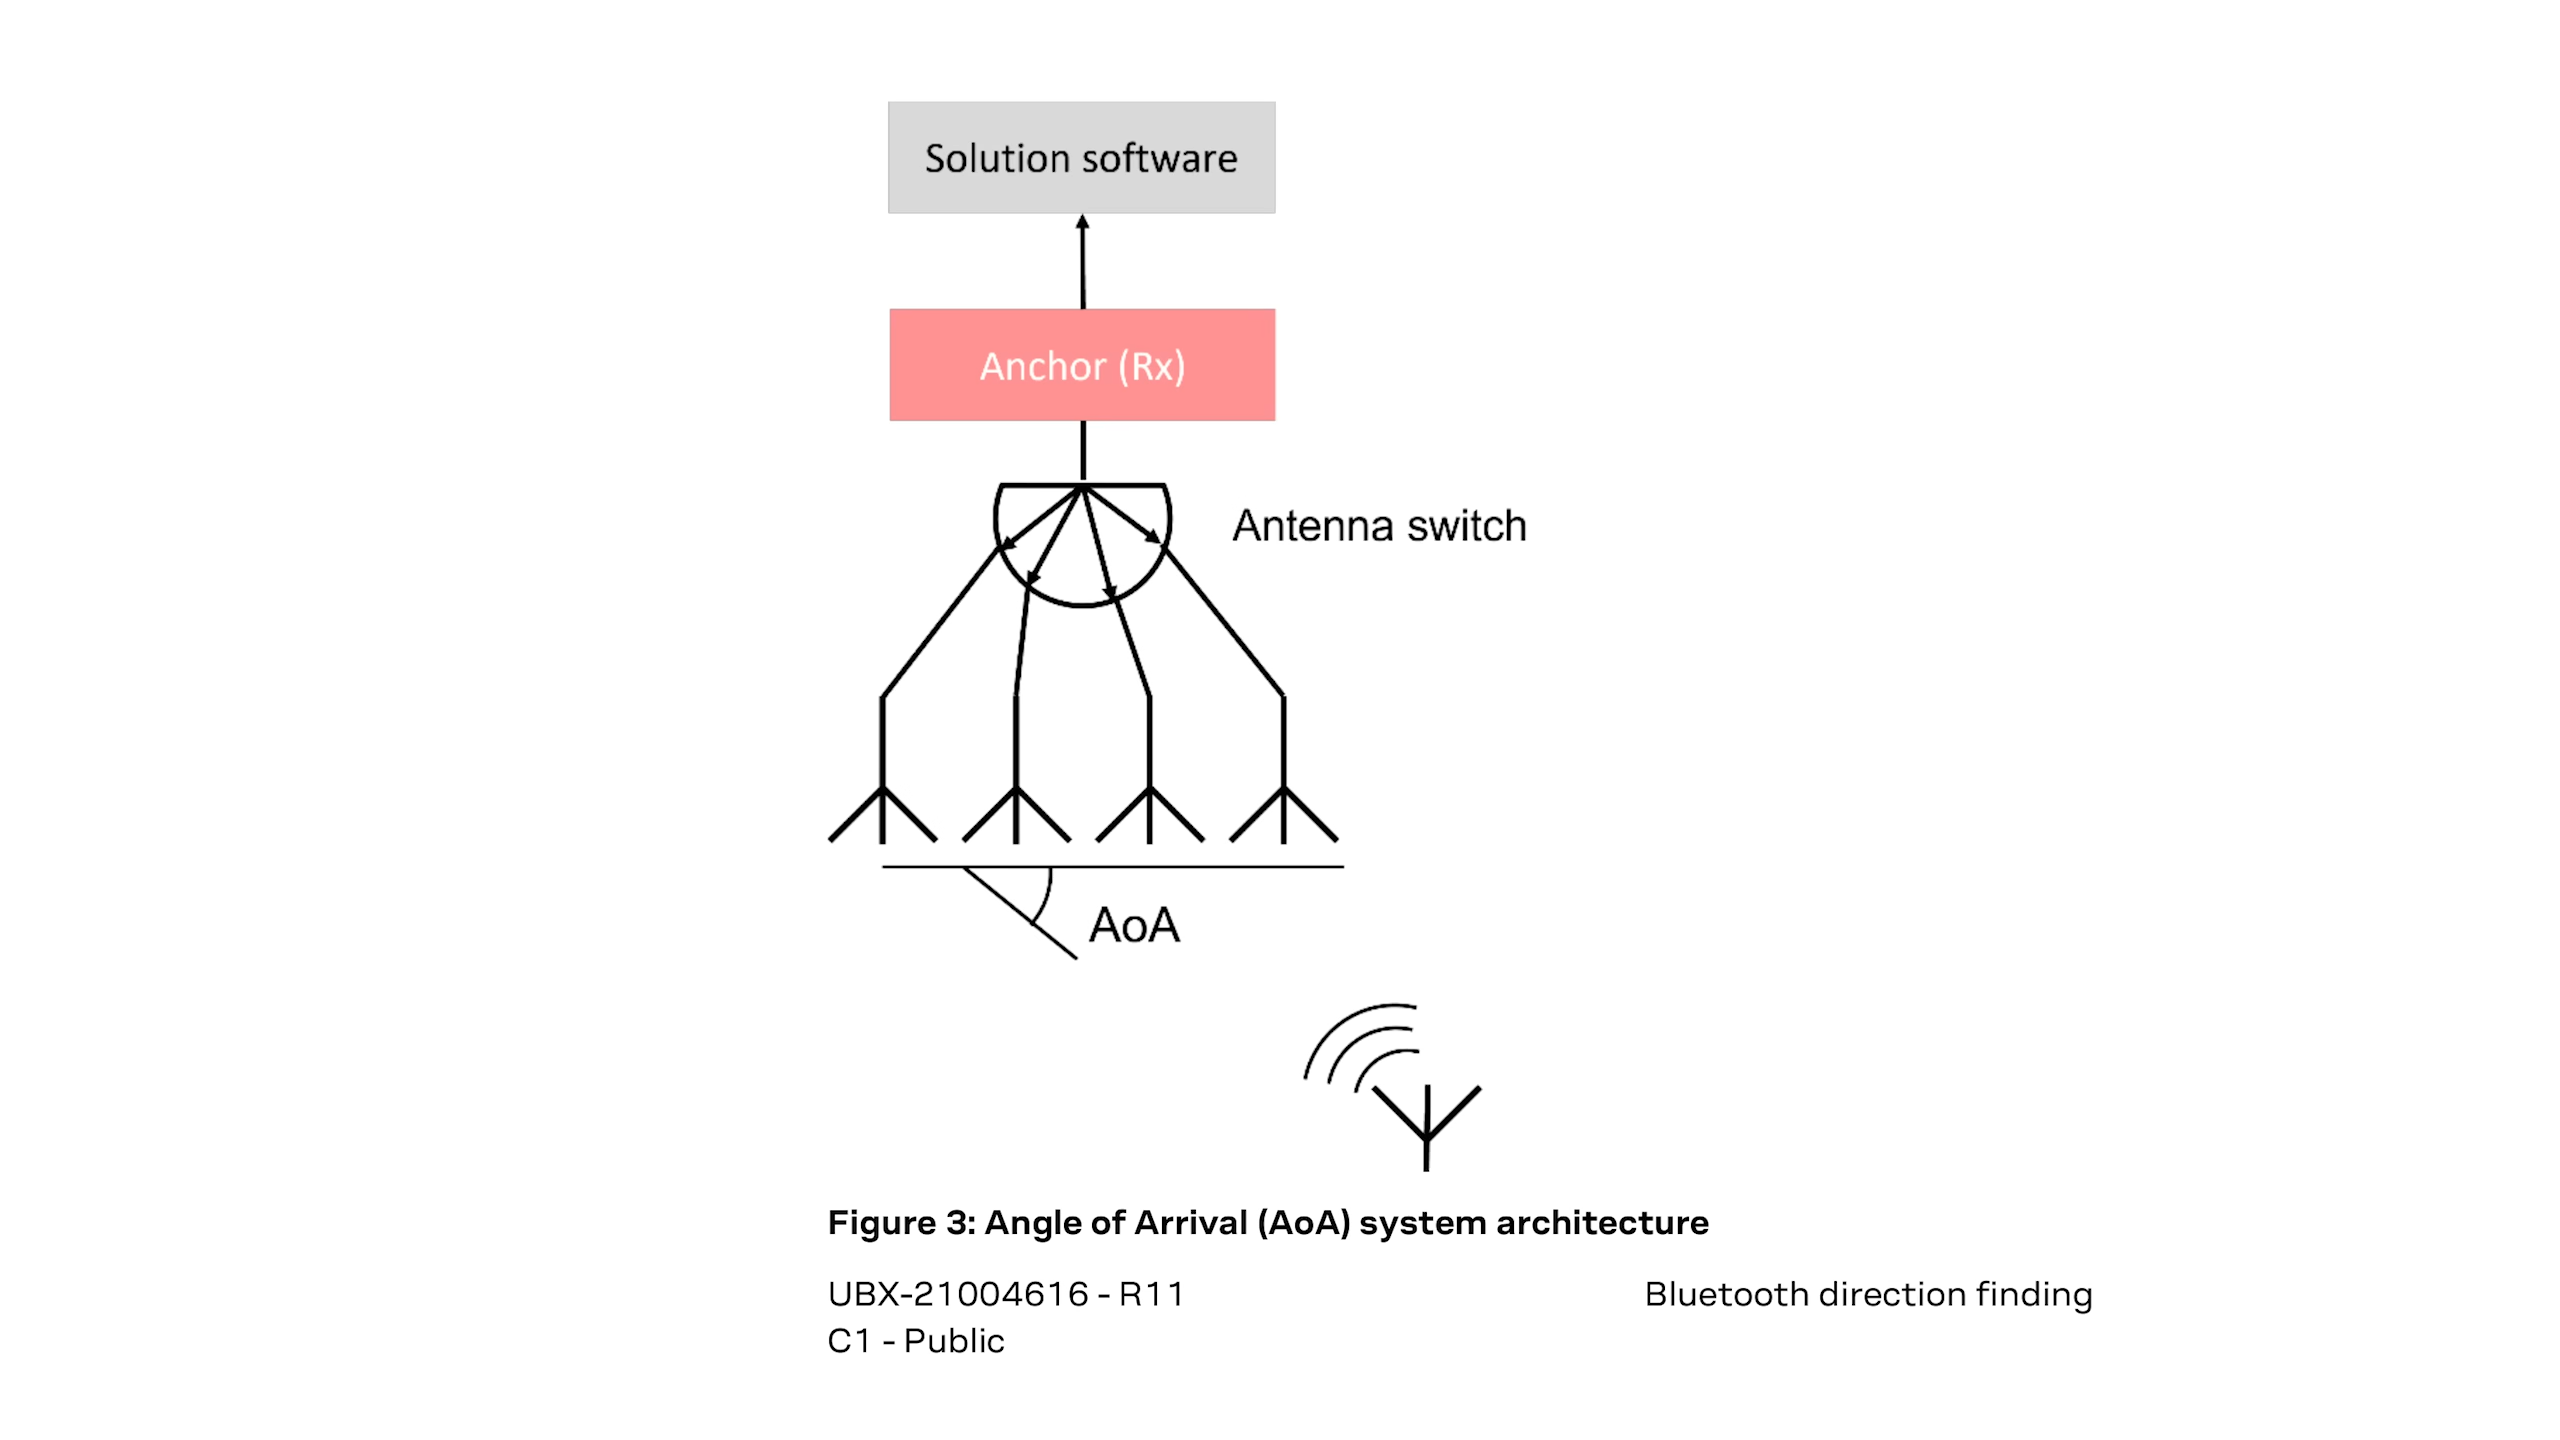 Solution software
Anchor (Rx)
Antenna switch
AoA
Figure 3: Angle of Arrival (AoA) system architecture
UBX-21004616 - R11
Bluetooth direction finding
C1 - Public